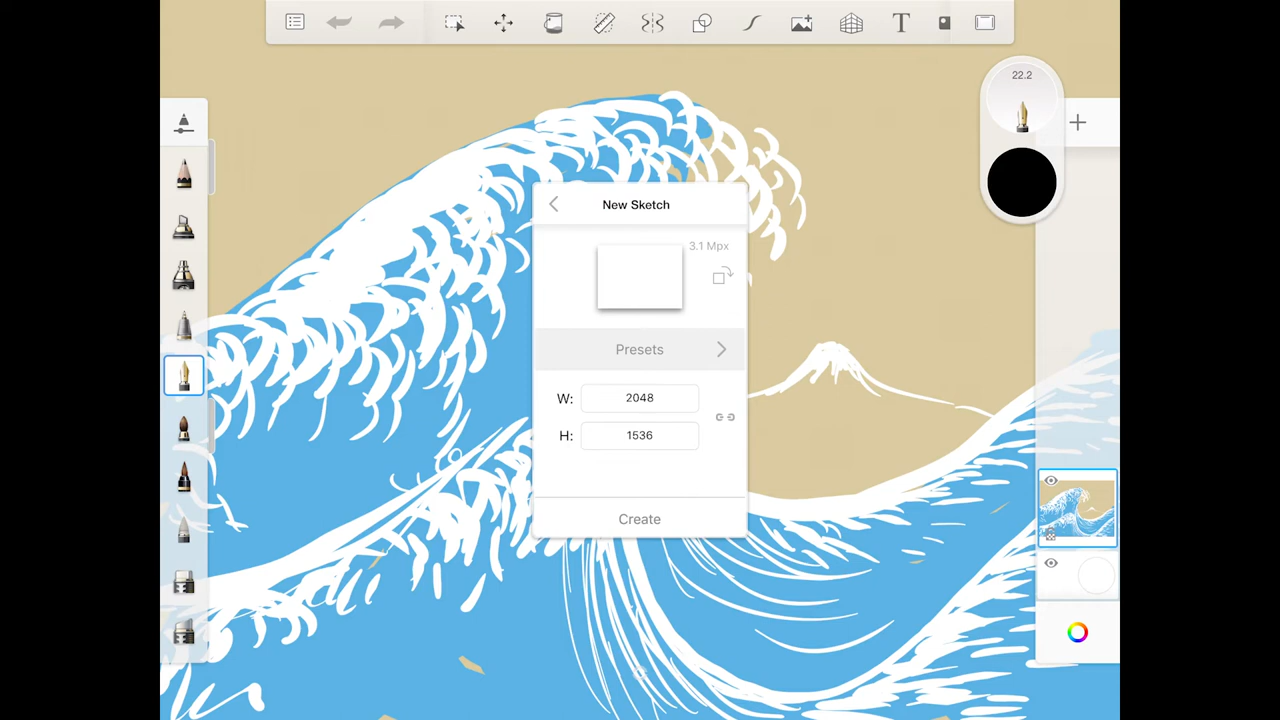 T
22.2
New Sketch
3.1 Mpx
Presets
W: 2048
H: 1536
Create